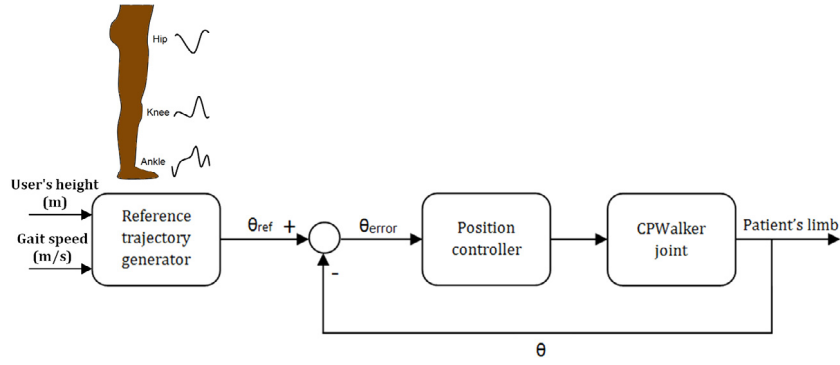 Hip
Knee
Ankle
User's height
(m)
Gait speed
(m/s)
Reference
trajectory
generator
θref +
-
θerror
Position
controller
CPWalker
joint
Patient's limb
θ